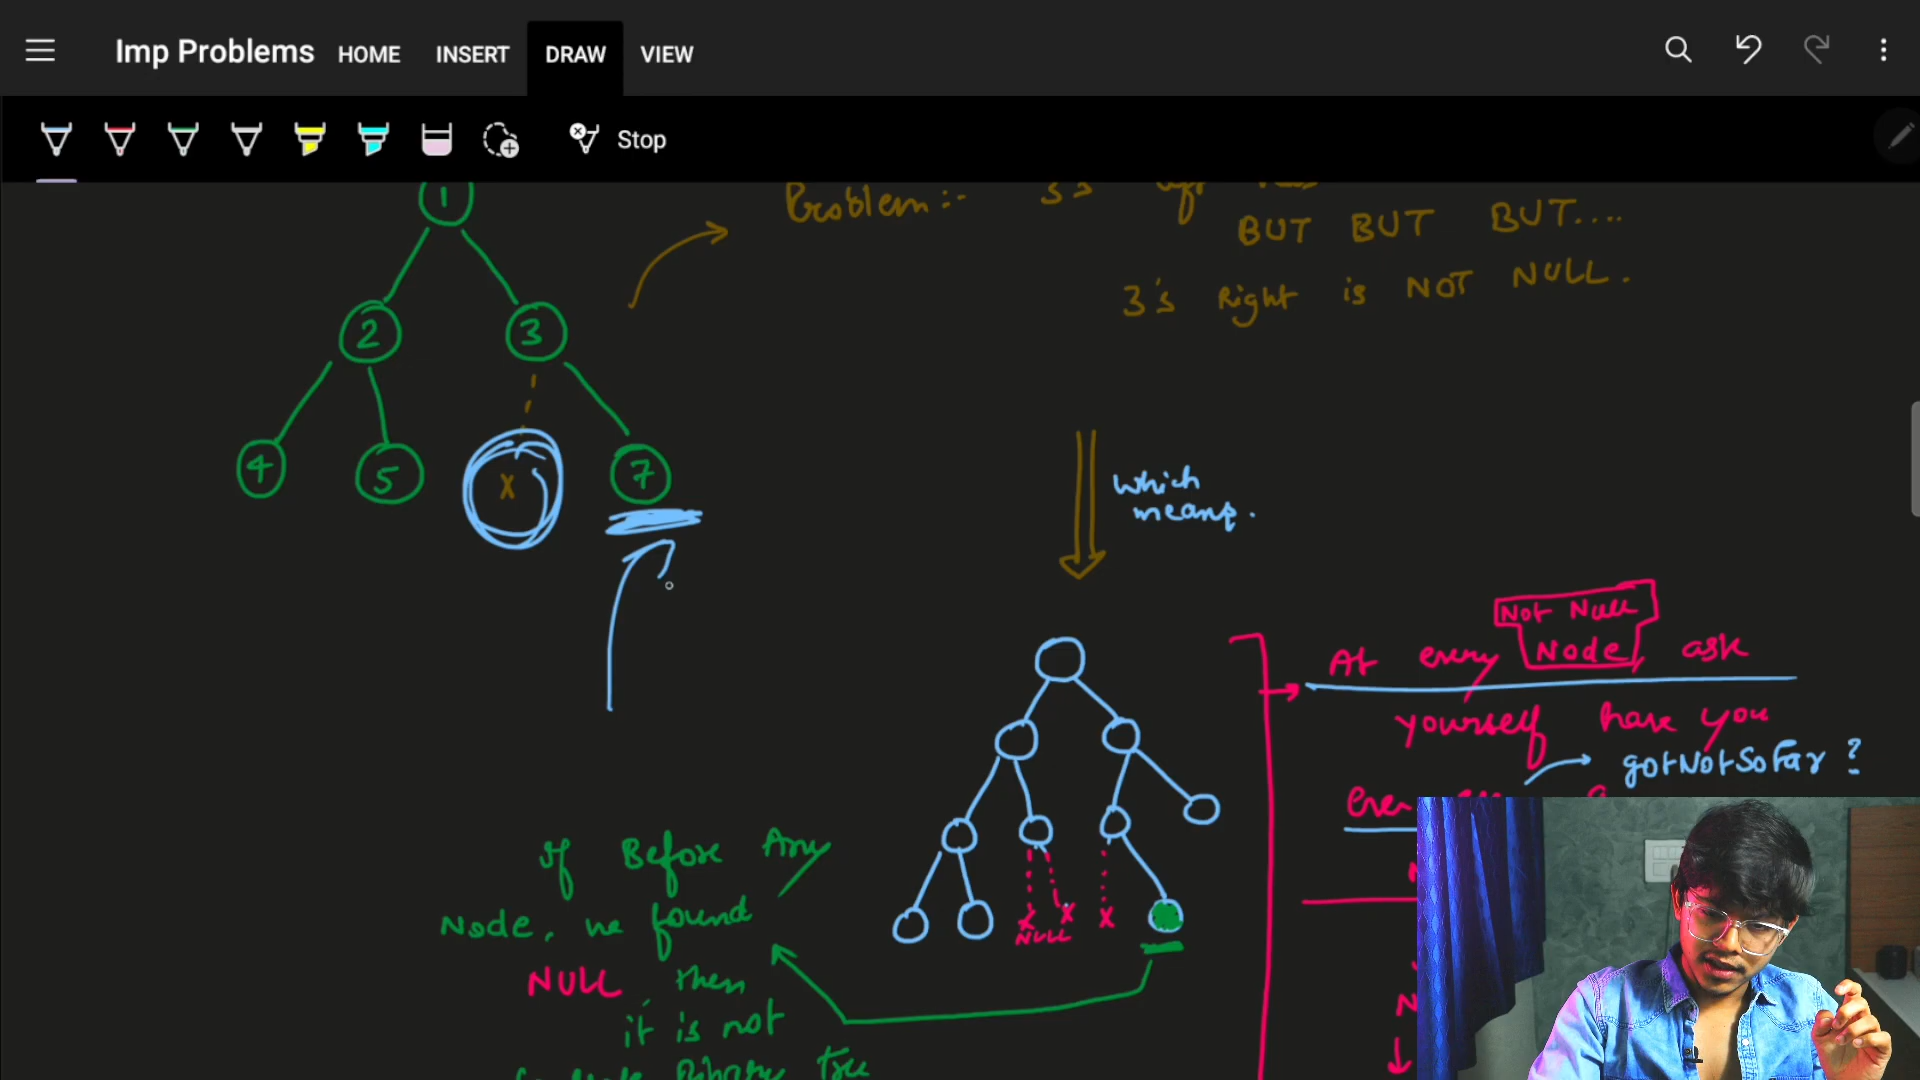 Imp Problems HOME INSERT DRAW VIEW
Stop
1
Problem:-
BUT BUT BUT....
3's Right is NOT NULL.
2
3
4
5
X
7
which
means.
Not Null
At every Node ask
yourself have you
gotNotSoFar ?
If Before Any
Node, we found
NULL, then
it is not
Binary tree
X X X
NULL